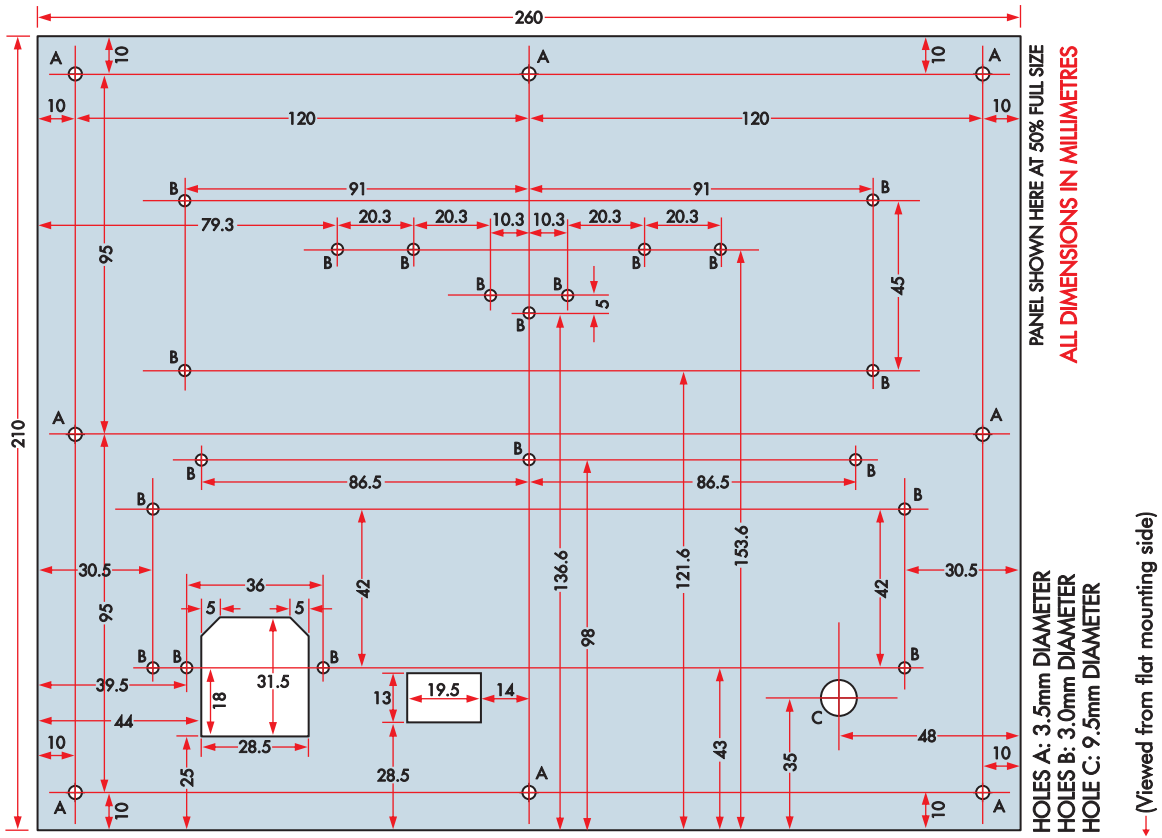 260
A
10
A
10
A
10
120
120
10
B
91
91
B
79.3
20.3
20.3
10.3
10.3
20.3
20.3
95
B
B
B
B
45
B
B
5
B
B
B
A
A
210
B
B
B
86.5
86.5
B
B
153.6
136.6
121.6
30.5
36
42
42
30.5
95
5
5
98
B
B
B
B
39.5
31.5
18
13
19.5
14
44
C
48
10
28.5
10
25
28.5
43
35
A
10
A
10
A
PANEL SHOWN HERE AT 50% FULL SIZE
ALL DIMENSIONS IN MILLIMETRES
HOLES A: 3.5mm DIAMETER
HOLES B: 3.0mm DIAMETER
HOLE C: 9.5mm DIAMETER
(Viewed from flat mounting side)